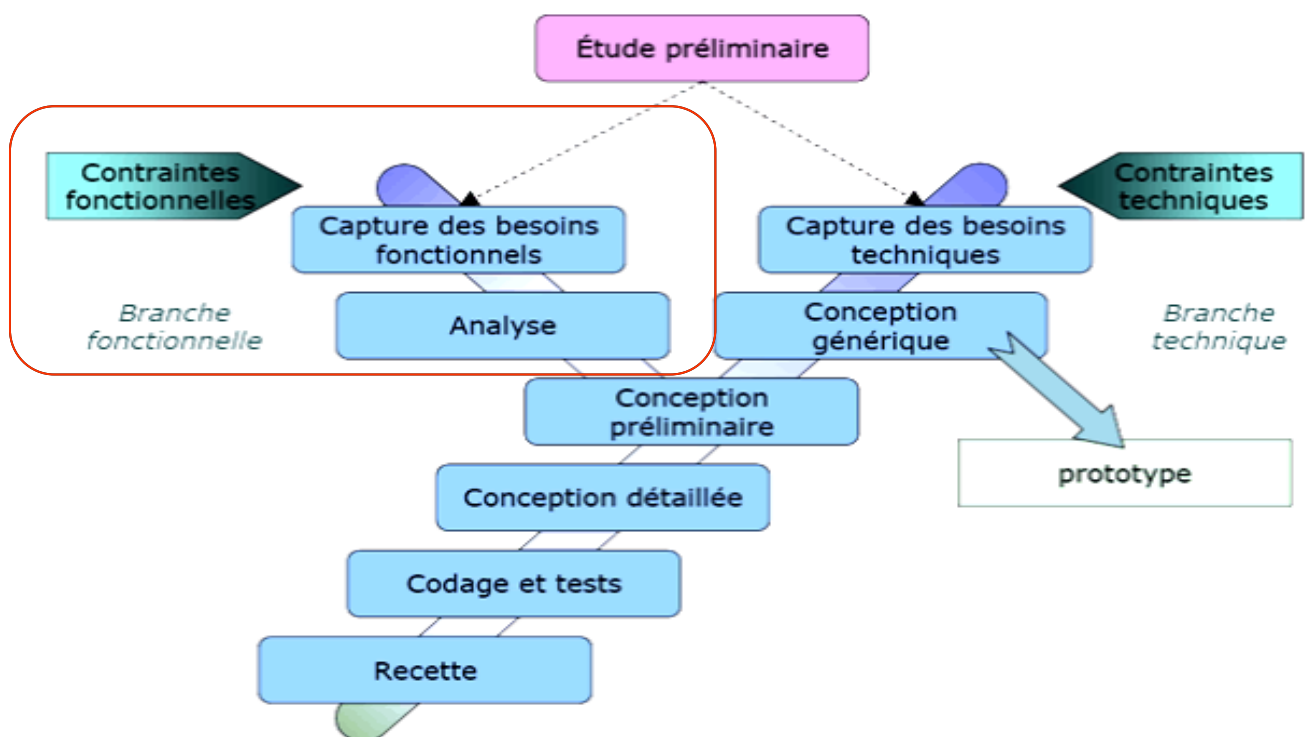 Étude préliminaire
Contraintes
fonctionnelles
Contraintes
techniques
Capture des besoins
fonctionnels
Capture des besoins
techniques
Branche
fonctionnelle
Analyse
Conception
générique
Branche
technique
Conception
préliminaire
prototype
Conception détaillée
Codage et tests
Recette